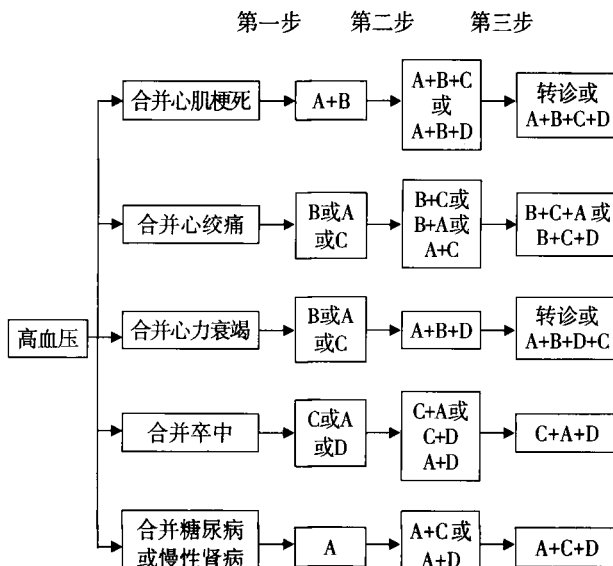 第一步 第二步 第三步
合并心肌梗死 A+B A+B+C
或
A+B+D 转诊或
A+B+C+D
合并心绞痛 B或A
或C B+C或
B+A或
A+C B+C+A或
B+C+D
高血压
合并心力衰竭 B或A
或C A+B+D 转诊或
A+B+D+C
合并卒中 C或A
或D C+A或
C+D
A+D C+A+D
合并糖尿病
或慢性肾病 A A+C或
A+D A+C+D